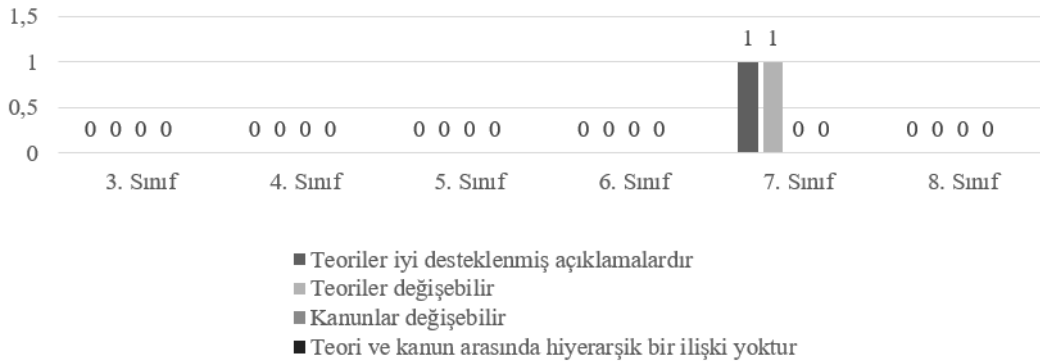 1,5
1 1
1
0,5
0 0 0 0 0 0 0 0 0 0 0 0 0 0 0 0 0 0 0 0 0 0
0
3. Sınıf 4. Sınıf 5. Sınıf 6. Sınıf 7. Sınıf 8. Sınıf
Teoriler iyi desteklenmiş açıklamalardır
Teoriler değişebilir
Kanunlar değişebilir
Teori ve kanun arasında hiyerarşik bir ilişki yoktur